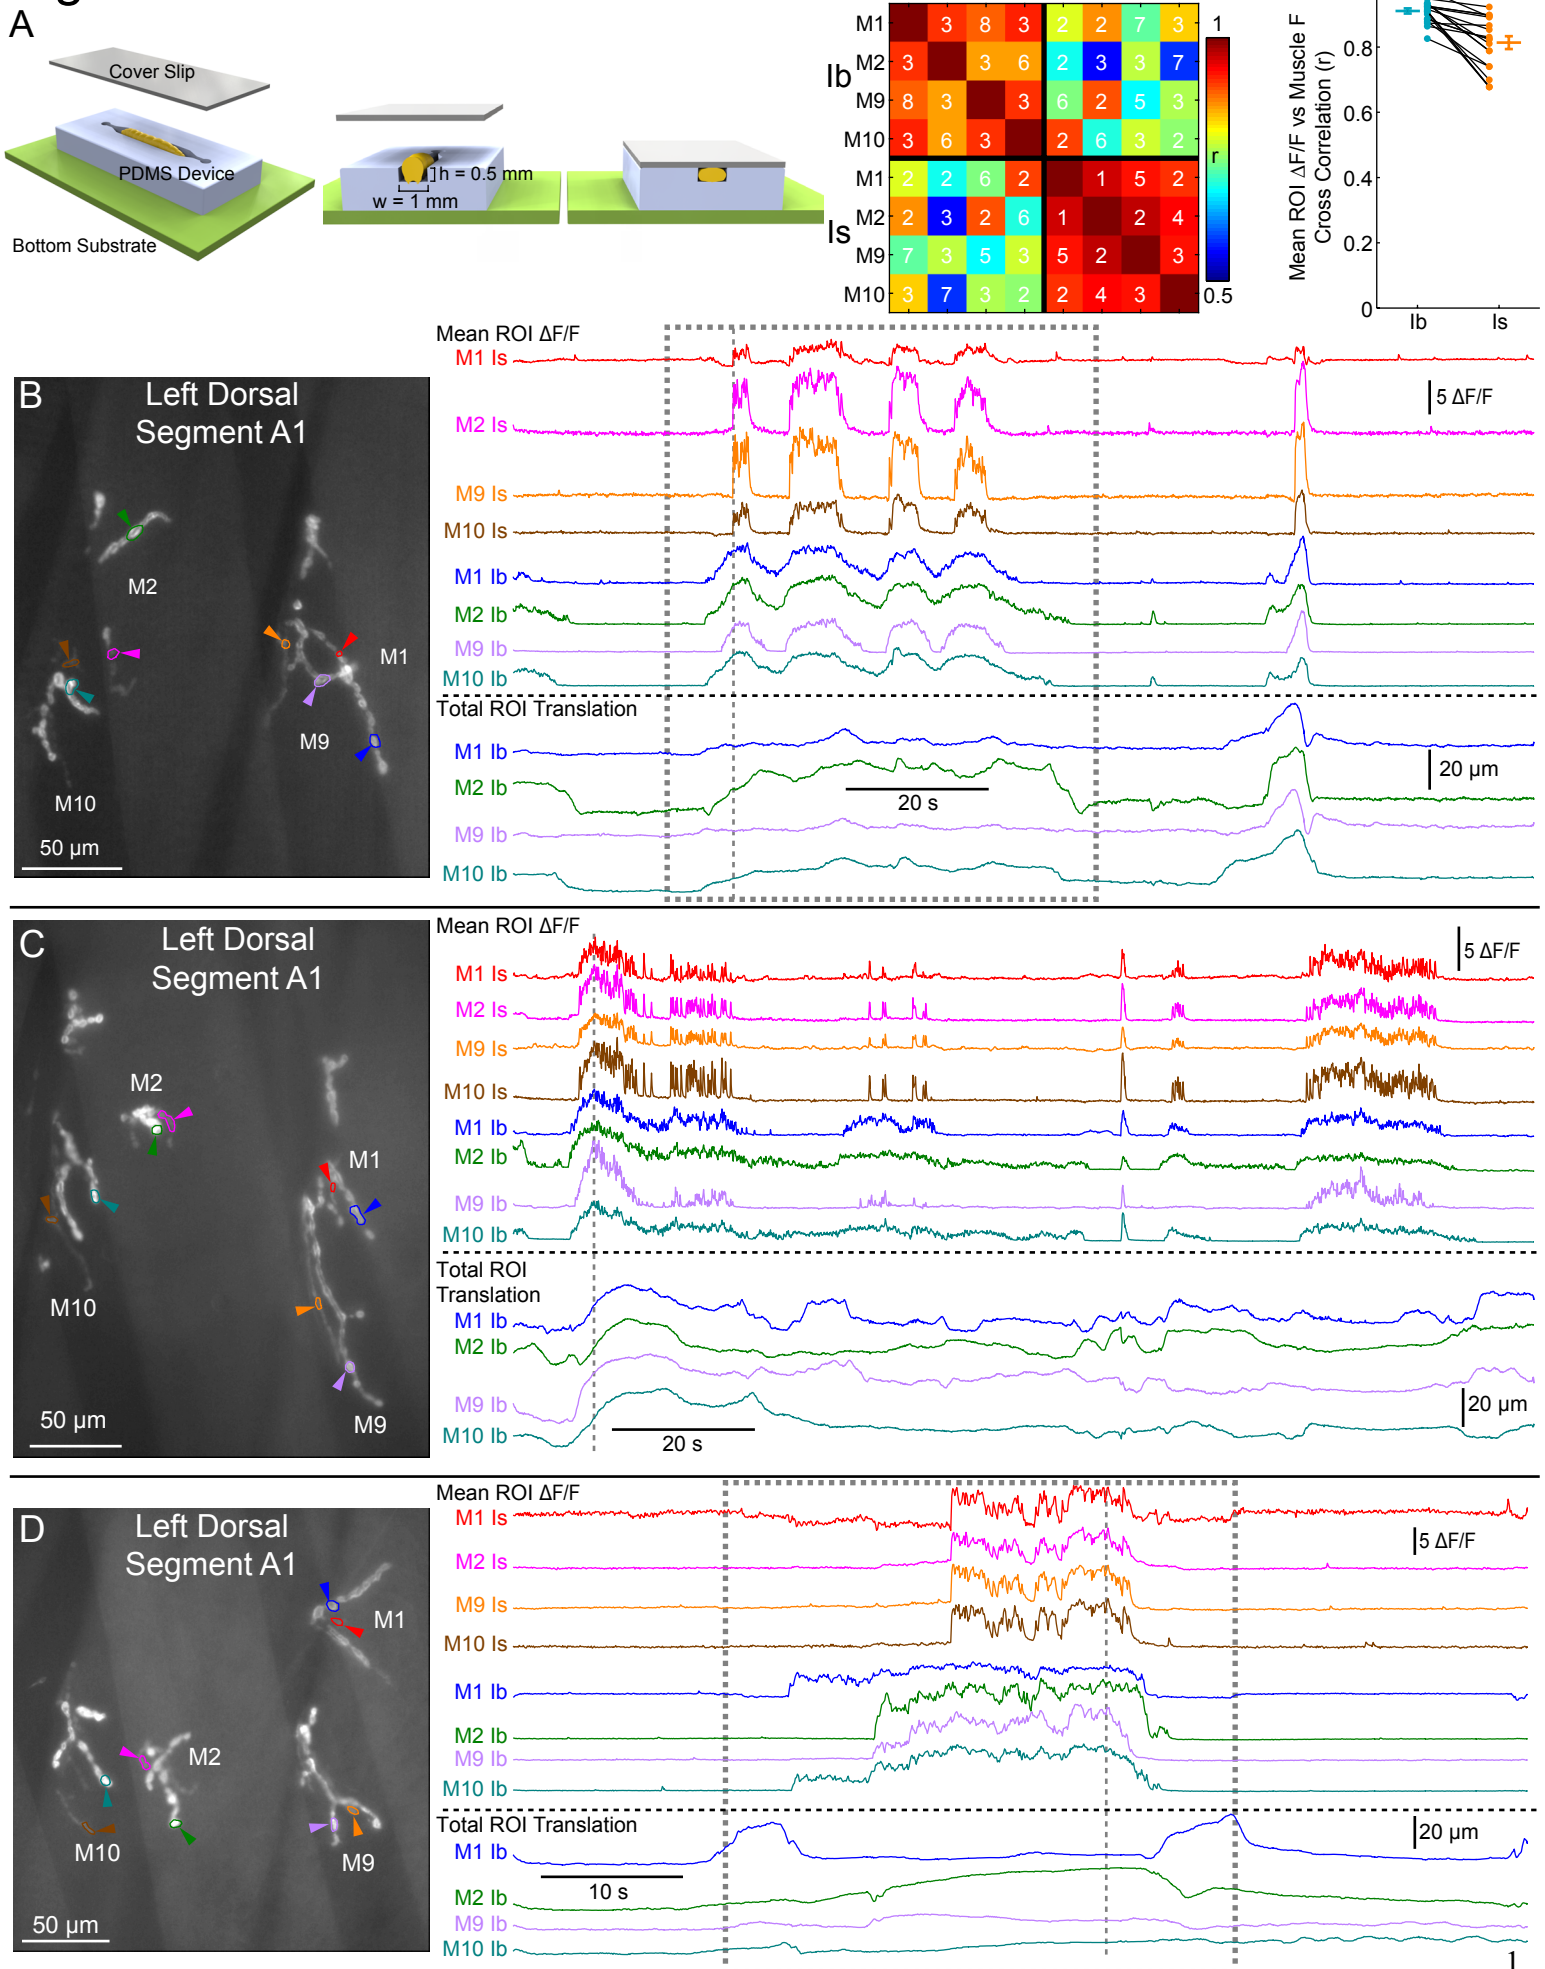 A
Cover Slip
PDMS Device
Bottom Substrate
h = 0.5 mm
w = 1 mm
Ib
Is
M1 3 8 3 2 2 7 3
M2 3 3 6 2 3 3 7
M9 8 3 3 6 2 5 3
M10 3 6 3 2 6 3 2
M1 2 2 6 2 1 5 2
M2 2 3 2 6 1 2 4
M9 7 3 5 3 5 2 3
M10 3 7 3 2 2 4 3
1
r
0.5
Mean ROI ΔF/F vs Muscle F
Cross Correlation (r)
0.8
0.6
0.4
0.2
0
Ib Is
B
Left Dorsal
Segment A1
M2
M1
M9
M10
50 µm
Mean ROI ΔF/F
M1 Is
5 ΔF/F
M2 Is
M9 Is
M10 Is
M1 Ib
M2 Ib
M9 Ib
M10 Ib
Total ROI Translation
M1 Ib
20 µm
M2 Ib
20 s
M9 Ib
M10 Ib
C
Left Dorsal
Segment A1
M2
M1
M10
M9
50 µm
Mean ROI ΔF/F
5 ΔF/F
M1 Is
M2 Is
M9 Is
M10 Is
M1 Ib
M2 Ib
M9 Ib
M10 Ib
Total ROI
Translation
M1 Ib
M2 Ib
M9 Ib
20 µm
M10 Ib
20 s
D
Left Dorsal
Segment A1
M1
M2
M10
M9
50 µm
Mean ROI ΔF/F
M1 Is
5 ΔF/F
M2 Is
M9 Is
M10 Is
M1 Ib
M2 Ib
M9 Ib
M10 Ib
Total ROI Translation
20 µm
M1 Ib
10 s
M2 Ib
M9 Ib
M10 Ib
1